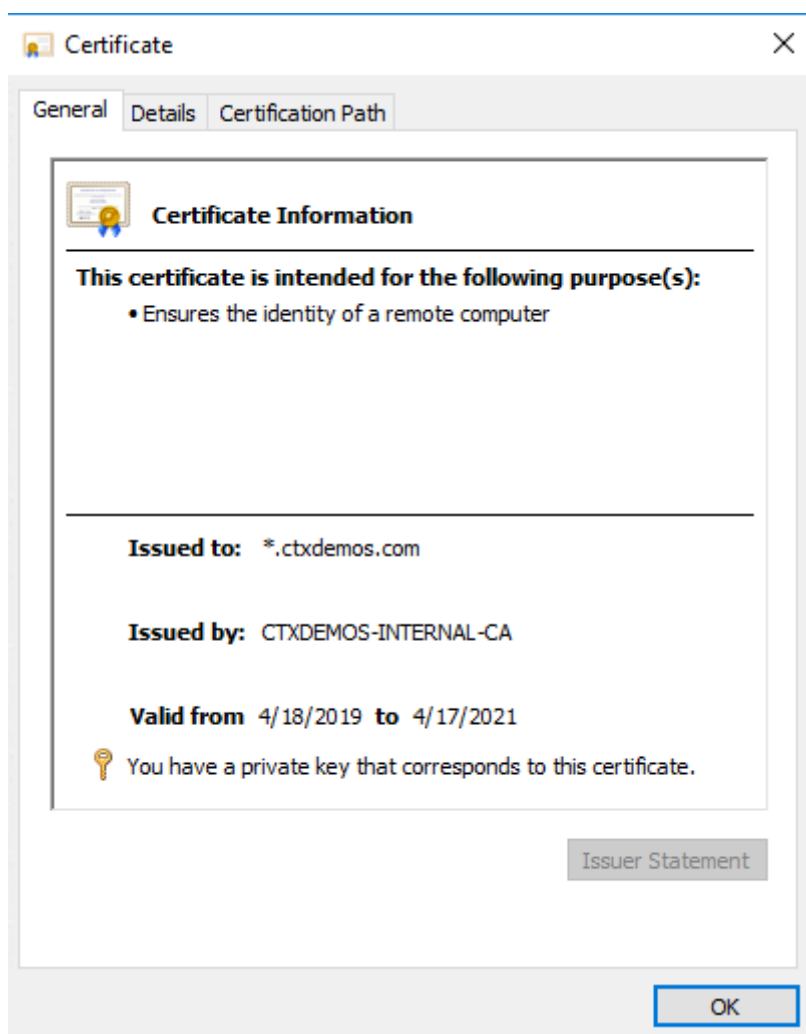 Certificate
General Details Certification Path
Certificate Information
This certificate is intended for the following purpose(s):
• Ensures the identity of a remote computer
Issued to: *.ctxdemos.com
Issued by: CTXDEMOS-INTERNAL-CA
Valid from 4/18/2019 to 4/17/2021
You have a private key that corresponds to this certificate.
Issuer Statement
OK